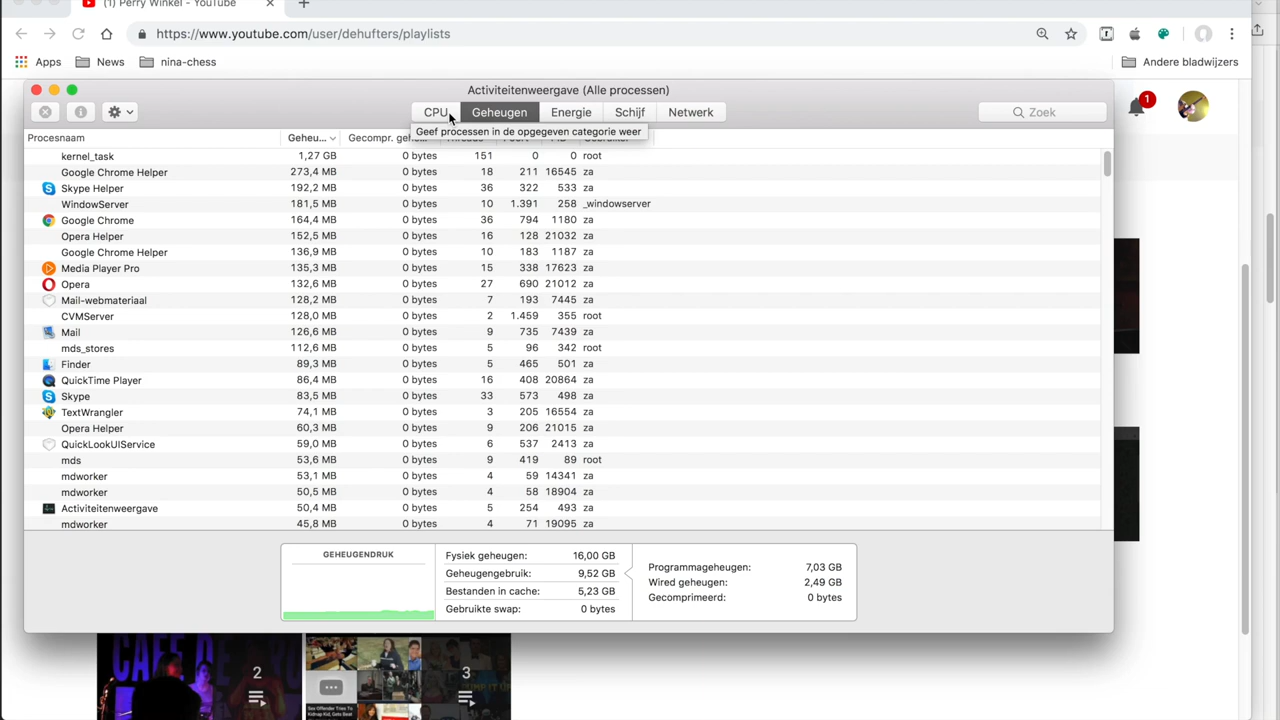 (1) Perry Winkel - YouTube
https://www.youtube.com/user/dehufters/playlists
Apps News nina-chess Andere bladwijzers
Activiteitenweergave (Alle processen)
1
CPU Geheugen Energie Schijf Netwerk Zoek
Geef processen in de opgegeven categorie weer
Procesnaam Geheu... Gecompr. gehe...
kernel_task 1,27 GB 0 bytes 151 0 0 root
Google Chrome Helper 273,4 MB 0 bytes 18 211 16545 za
Skype Helper 192,2 MB 0 bytes 36 322 533 za
WindowServer 181,5 MB 0 bytes 10 1.391 258 _windowserver
Google Chrome 164,4 MB 0 bytes 36 794 1180 za
Opera Helper 152,5 MB 0 bytes 16 128 21032 za
Google Chrome Helper 136,9 MB 0 bytes 10 183 1187 za
Media Player Pro 135,3 MB 0 bytes 15 338 17623 za
Opera 132,6 MB 0 bytes 27 690 21012 za
Mail-webmateriaal 128,2 MB 0 bytes 7 193 7445 za
CVMServer 128,0 MB 0 bytes 2 1.459 355 root
Mail 126,6 MB 0 bytes 9 735 7439 za
mds_stores 112,6 MB 0 bytes 5 96 342 root
Finder 89,3 MB 0 bytes 5 465 501 za
QuickTime Player 86,4 MB 0 bytes 16 408 20864 za
Skype 83,5 MB 0 bytes 33 573 498 za
TextWrangler 74,1 MB 0 bytes 3 205 16554 za
Opera Helper 60,3 MB 0 bytes 9 206 21015 za
QuickLookUIService 59,0 MB 0 bytes 6 537 2413 za
mds 53,6 MB 0 bytes 9 419 89 root
mdworker 53,1 MB 0 bytes 4 59 14341 za
mdworker 50,5 MB 0 bytes 4 58 18904 za
Activiteitenweergave 50,4 MB 0 bytes 5 254 493 za
mdworker 45,8 MB 0 bytes 4 71 19095 za
GEHEUGENDRUK
Fysiek geheugen: 16,00 GB
Geheugengebruik: 9,52 GB
Bestanden in cache: 5,23 GB
Gebruikte swap: 0 bytes
Programmageheugen: 7,03 GB
Wired geheugen: 2,49 GB
Gecomprimeerd: 0 bytes
2
3
Sex Offender Tries To
Kidnap Kid, Gets Beat